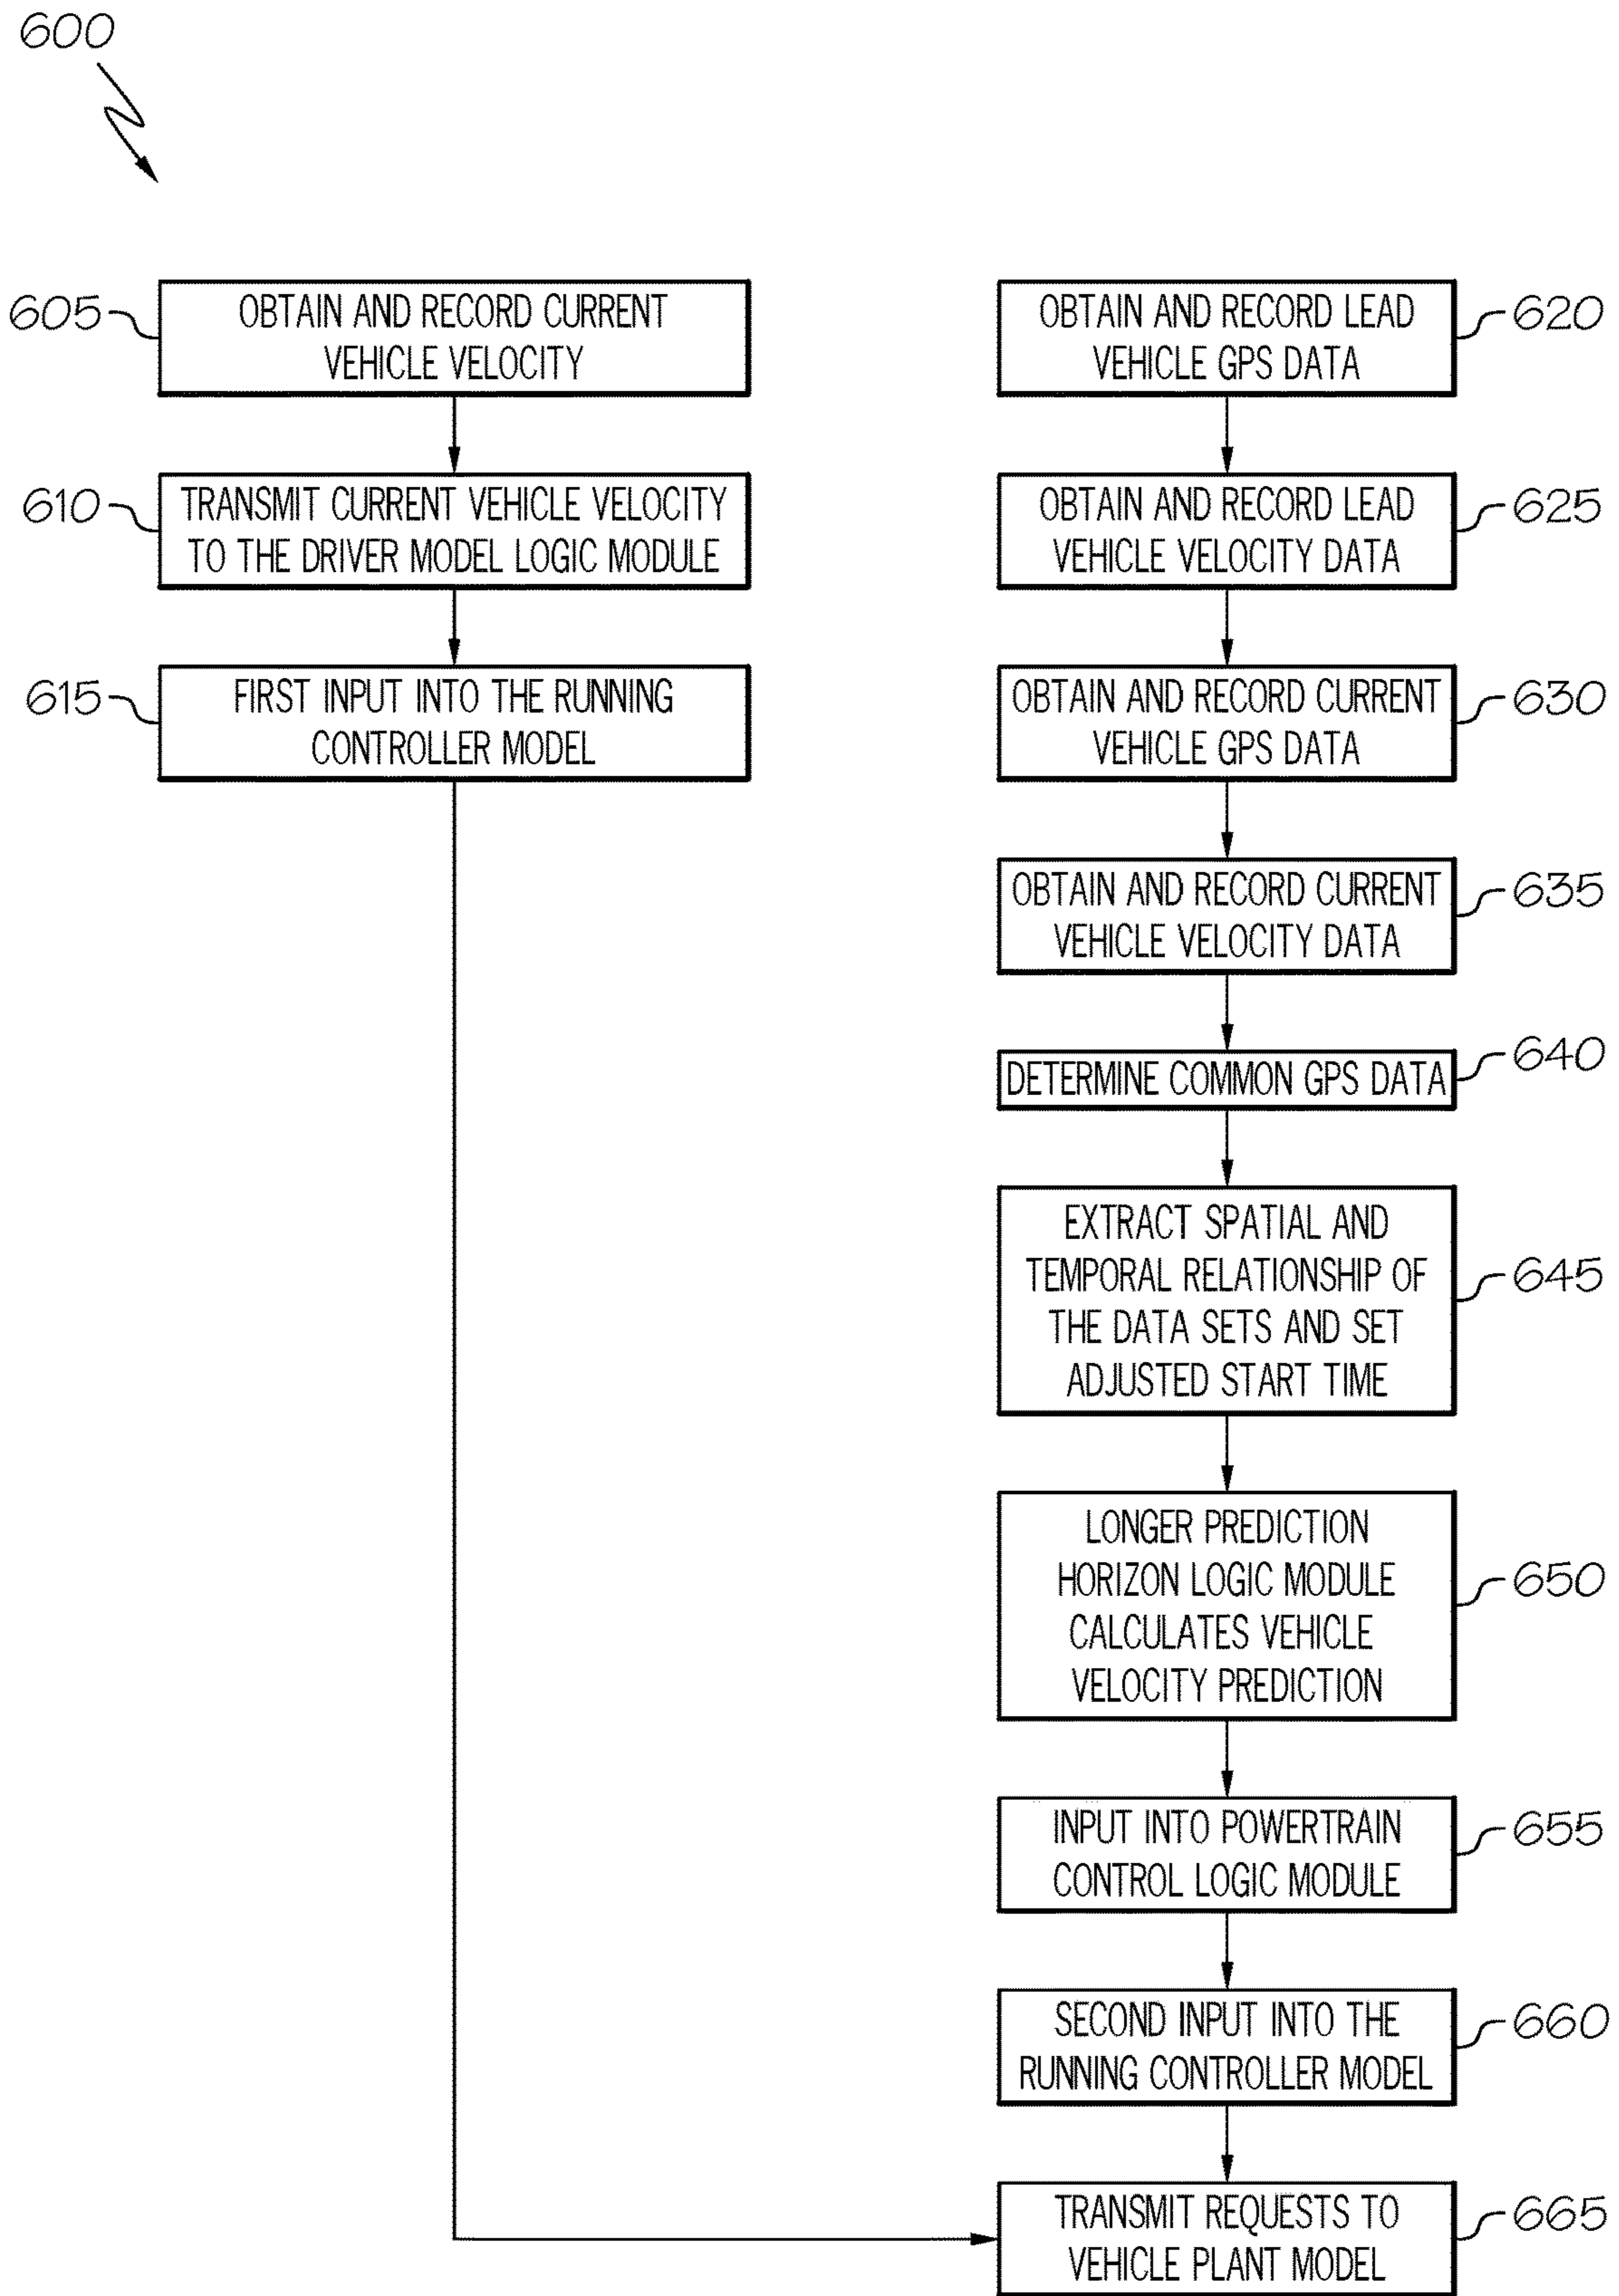 600
605
OBTAIN AND RECORD CURRENT
VEHICLE VELOCITY
610
TRANSMIT CURRENT VEHICLE VELOCITY
TO THE DRIVER MODEL LOGIC MODULE
615
FIRST INPUT INTO THE RUNNING
CONTROLLER MODEL
OBTAIN AND RECORD LEAD
VEHICLE GPS DATA
620
OBTAIN AND RECORD LEAD
VEHICLE VELOCITY DATA
625
OBTAIN AND RECORD CURRENT
VEHICLE GPS DATA
630
OBTAIN AND RECORD CURRENT
VEHICLE VELOCITY DATA
635
DETERMINE COMMON GPS DATA
640
EXTRACT SPATIAL AND
TEMPORAL RELATIONSHIP OF
THE DATA SETS AND SET
ADJUSTED START TIME
645
LONGER PREDICTION
HORIZON LOGIC MODULE
CALCULATES VEHICLE
VELOCITY PREDICTION
650
INPUT INTO POWERTRAIN
CONTROL LOGIC MODULE
655
SECOND INPUT INTO THE
RUNNING CONTROLLER MODEL
660
TRANSMIT REQUESTS TO
VEHICLE PLANT MODEL
665